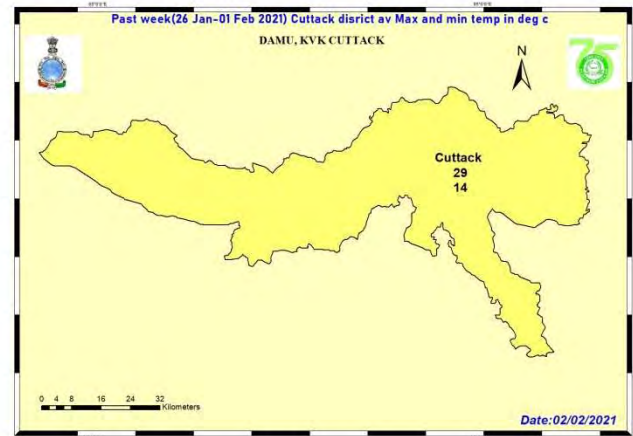 Past week(26 Jan-01 Feb 2021) Cuttack disrict av Max and min temp in deg c
DAMU, KVK CUTTACK
N
75
Cuttack
29
14
0 4 8 16 24 32
Kilometers
Date:02/02/2021